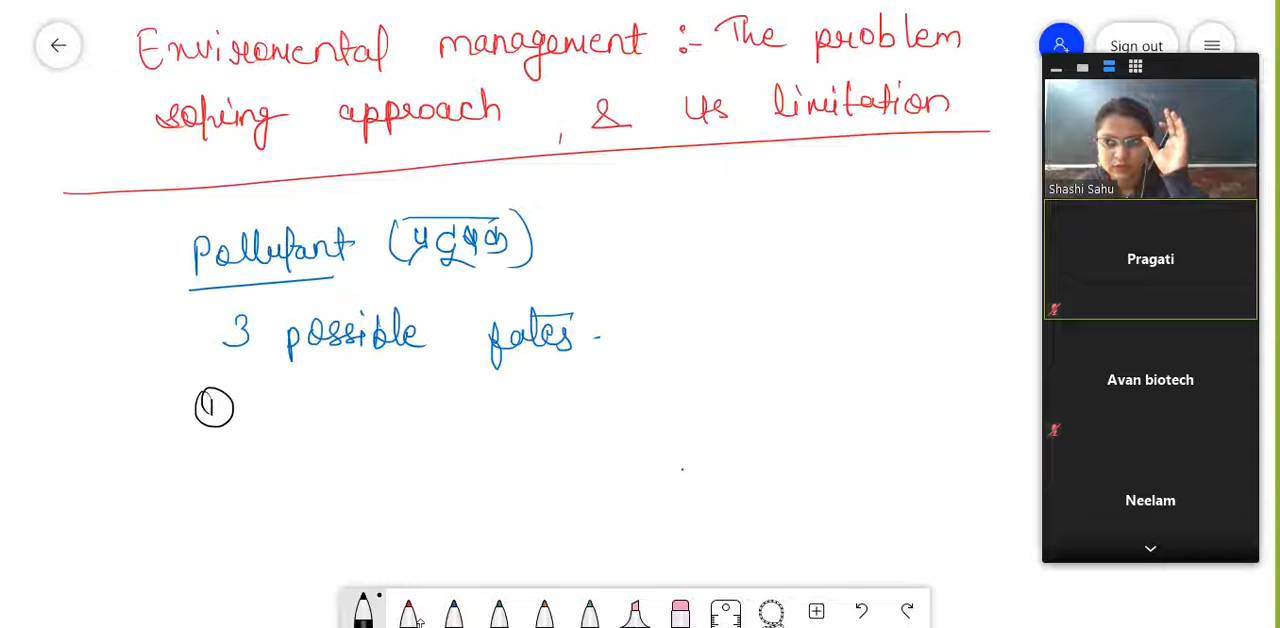 Enviromental management :- The problem
solving approach, & its limitation
Pollutant (प्रदूषक)
3 possible fates -
①
Sign out
Shashi Sahu
Pragati
Avan biotech
Neelam